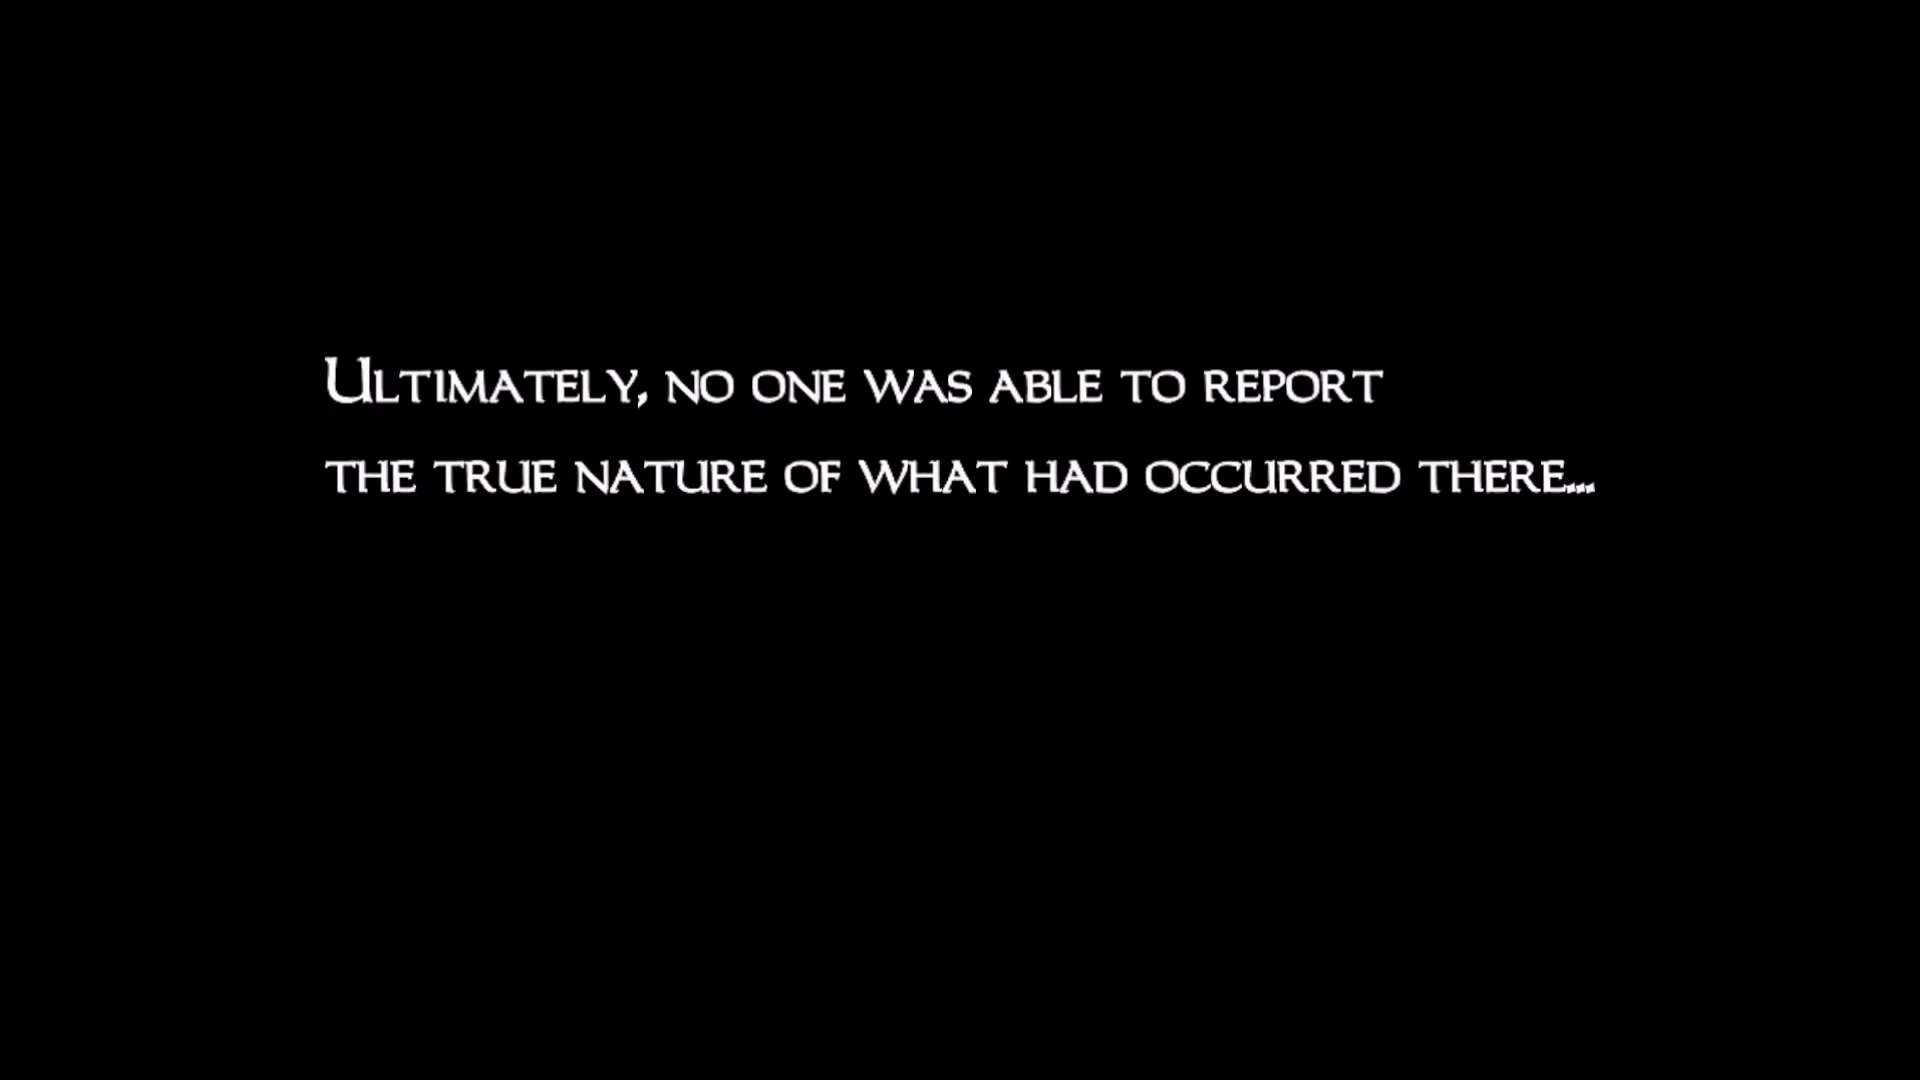 Ultimately, no one was able to report
the true nature of what had occurred there...